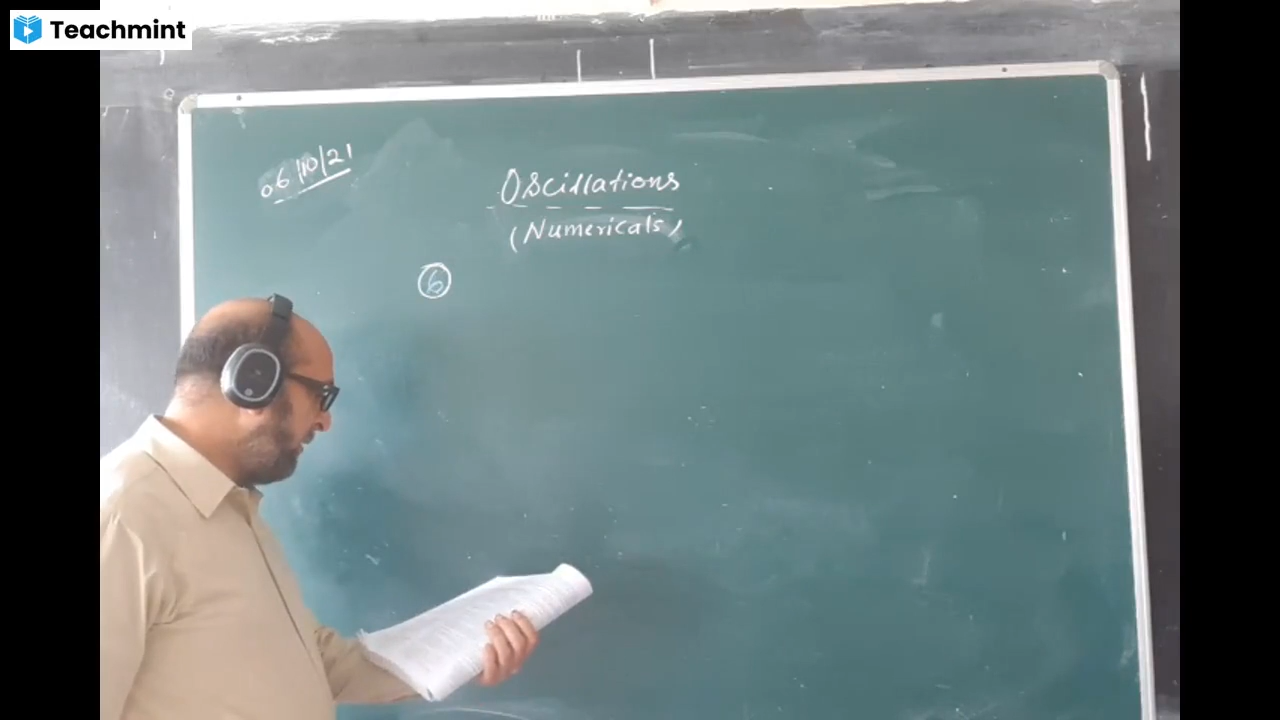 Teachmint
06/10/21
Oscillations
(Numericals)
6